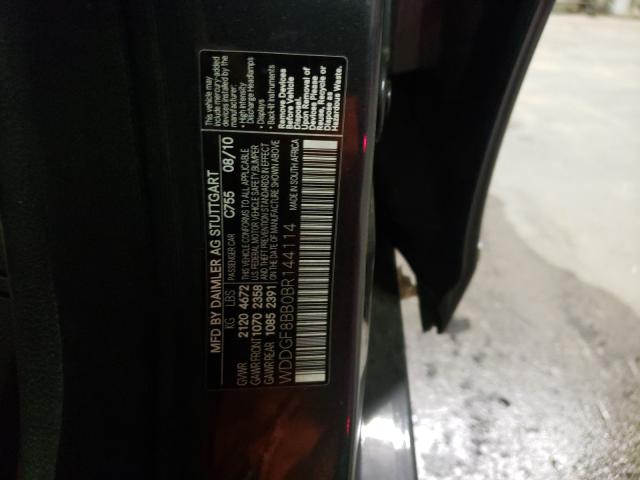 MFD BY DAIMLER AG STUTTGART
PASSENGER CAR C755 08/10
KG LBS
GVWR 2120 4672
GAWR FRONT 1070 2358
GAWR REAR 1085 2391
THIS VEHICLE CONFORMS TO ALL APPLICABLE
U.S. FEDERAL MOTOR VEHICLE SAFETY, BUMPER
AND THEFT PREVENTION STANDARDS IN EFFECT
ON THE DATE OF MANUFACTURE SHOWN ABOVE
WDDGF8BB0BR144114
MADE IN SOUTH AFRICA
This vehicle may
include mercury-added
devices installed by the
manufacturer:
• High Intensity
Discharge Headlamps
• Displays
• Back-lit Instruments
Remove Devices
Before Vehicle
Disposal.
Upon Removal of
Devices Please
Reuse, Recycle or
Dispose as
Hazardous Waste.